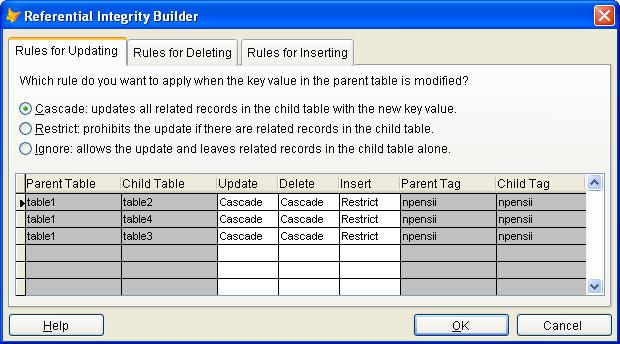 Referential Integrity Builder
Rules for Updating Rules for Deleting Rules for Inserting
Which rule do you want to apply when the key value in the parent table is modified?
Cascade: updates all related records in the child table with the new key value.
Restrict: prohibits the update if there are related records in the child table.
Ignore: allows the update and leaves related records in the child table alone.
Parent Table Child Table Update Delete Insert Parent Tag Child Tag
table1 table2 Cascade Cascade Restrict npensii npensii
table1 table4 Cascade Cascade Restrict npensii npensii
table1 table3 Cascade Cascade Restrict npensii npensii
Help OK Cancel